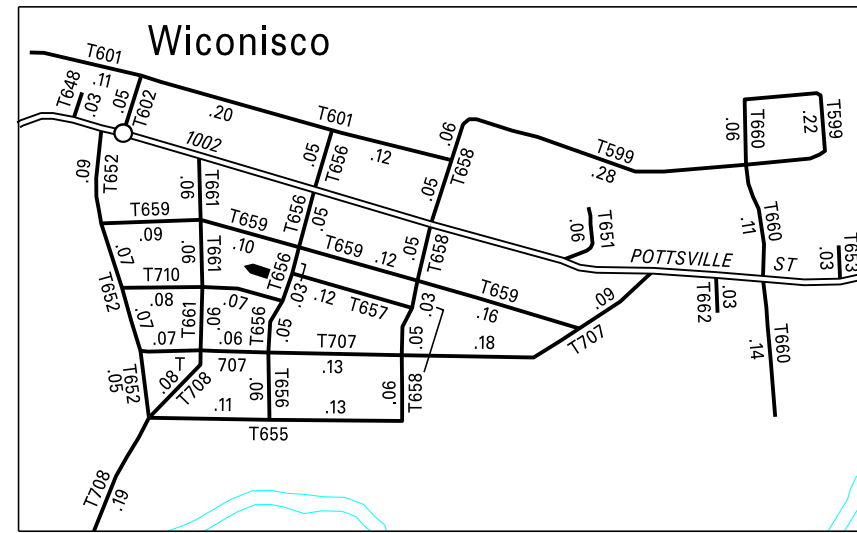 Wiconisco
T601
.11
T648
.03
.05
T602
.20
T601
1002
.12
.06
T658
.05
T599
.28
.06
T660
.22
T599
.09
T652
.06
T661
.05
T656
T656
.05
T659
.09
T659
.10
.06
T661
T659
.12
.05
T658
.06
T651
.11
T660
POTTSVILLE ST
.03
T653
.07
T652
T710
.08
.07
T656
.03
.12
T657
.03
T659
.16
.09
T707
.03
T662
.14
T660
.07
T661
.06
.07
.06
T656
.05
T707
.13
.05
.18
T 707
T652
.05
.08
T708
.11
.06
T656
.13
.06
T658
T655
T708
.19